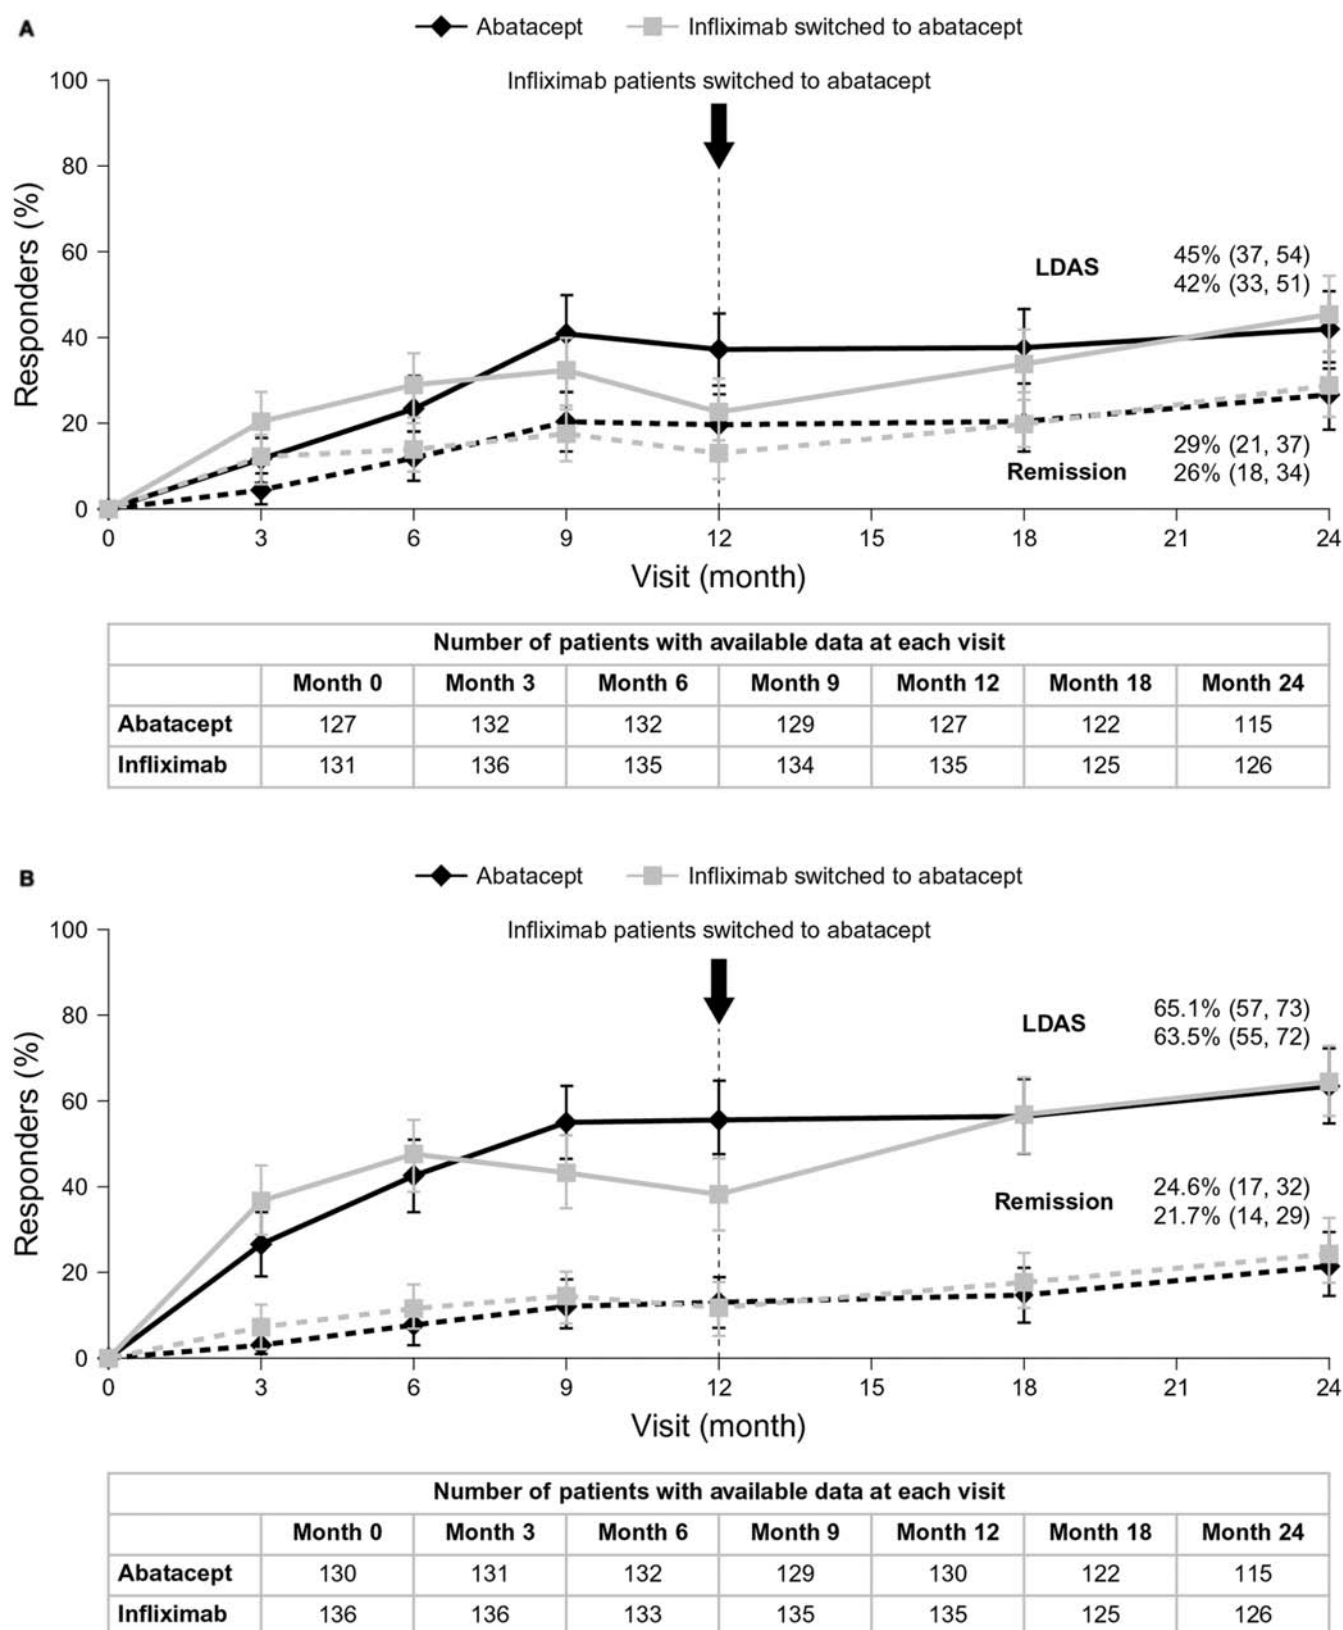 A
Abatacept
Infliximab switched to abatacept
Infliximab patients switched to abatacept
100
80
60
40
20
0
Responders (%)
LDAS
45% (37, 54)
42% (33, 51)
Remission
29% (21, 37)
26% (18, 34)
0 3 6 9 12 15 18 21 24
Visit (month)
Number of patients with available data at each visit
Month 0 Month 3 Month 6 Month 9 Month 12 Month 18 Month 24
Abatacept 127 132 132 129 127 122 115
Infliximab 131 136 135 134 135 125 126
B
Abatacept
Infliximab switched to abatacept
Infliximab patients switched to abatacept
100
80
60
40
20
0
Responders (%)
LDAS
65.1% (57, 73)
63.5% (55, 72)
Remission
24.6% (17, 32)
21.7% (14, 29)
0 3 6 9 12 15 18 21 24
Visit (month)
Number of patients with available data at each visit
Month 0 Month 3 Month 6 Month 9 Month 12 Month 18 Month 24
Abatacept 130 131 132 129 130 122 115
Infliximab 136 136 133 135 135 125 126